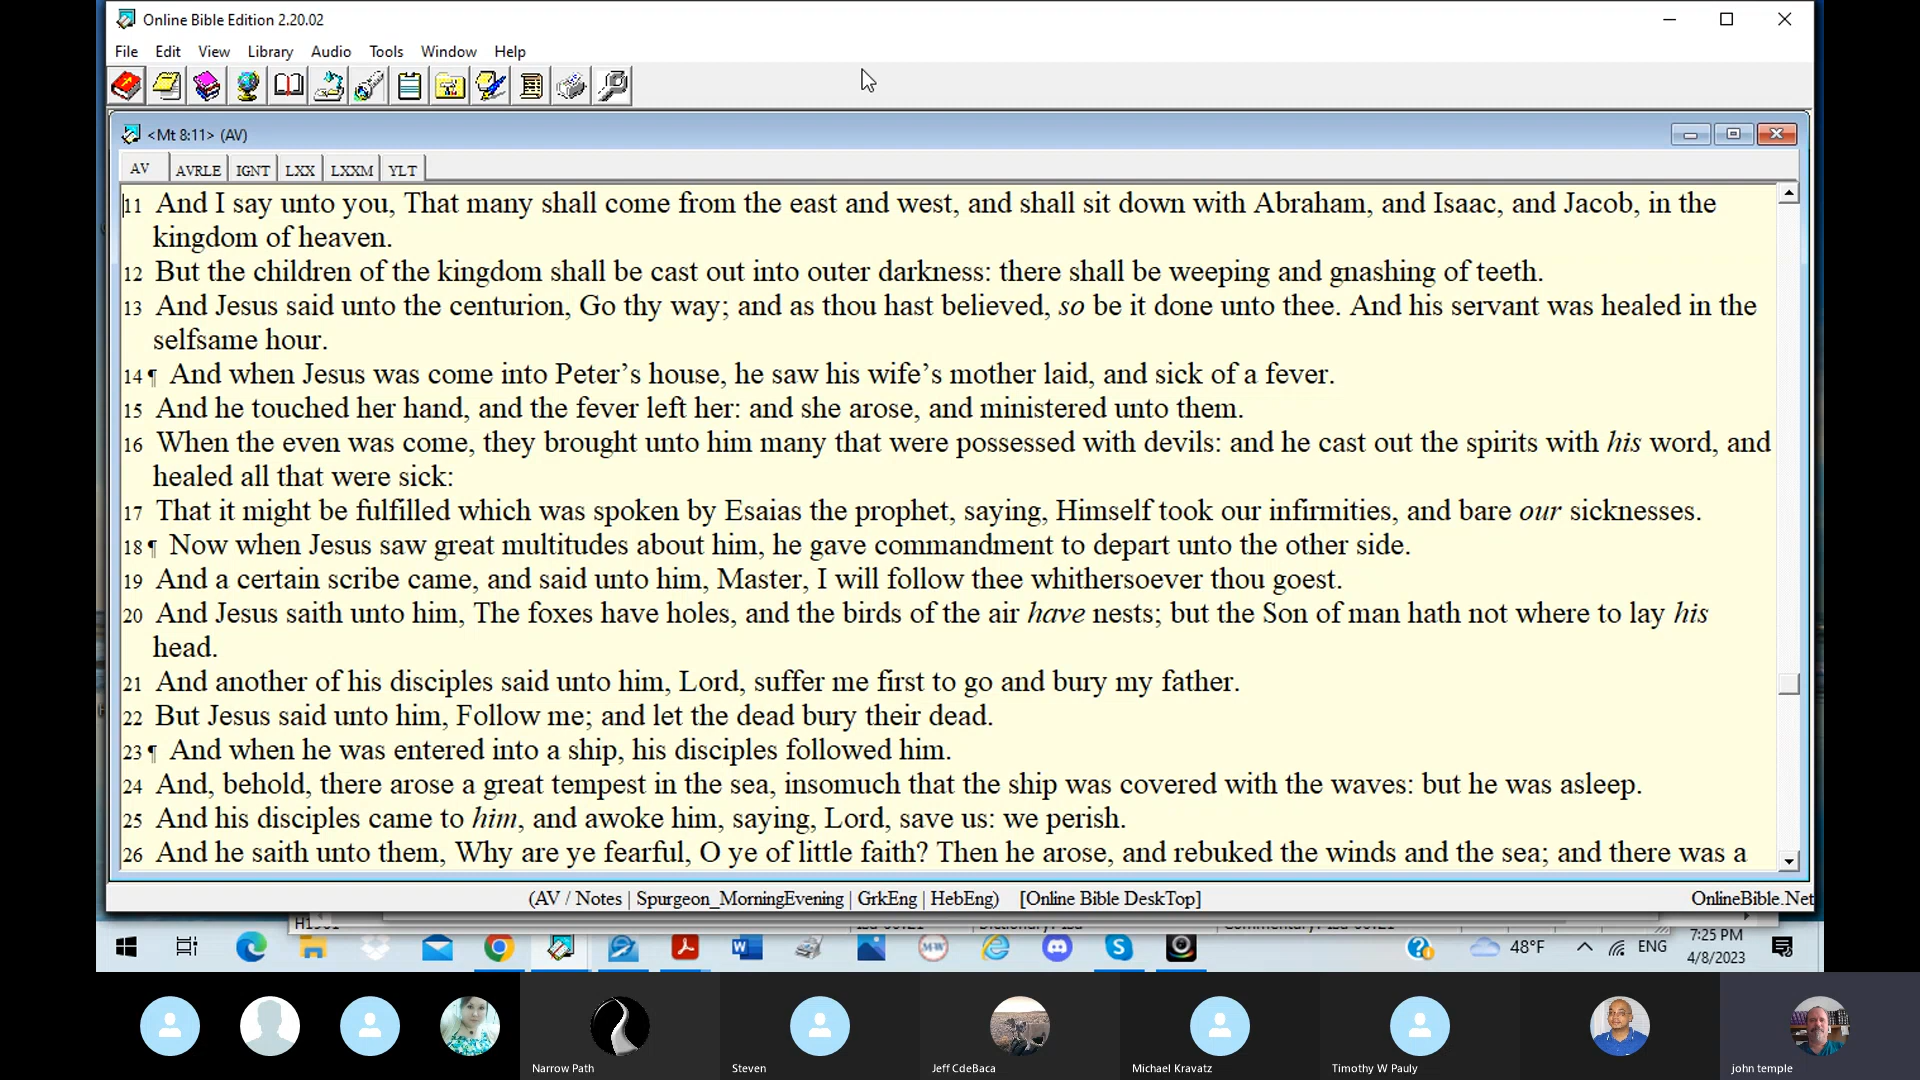 Online Bible Edition 2.20.02
File Edit View Library Audio Tools Window Help
<Mt 8:11> (AV)
AV AVRLE IGNT LXX LXXM YLT
11 And I say unto you, That many shall come from the east and west, and shall sit down with Abraham, and Isaac, and Jacob, in the
kingdom of heaven.
12 But the children of the kingdom shall be cast out into outer darkness: there shall be weeping and gnashing of teeth.
13 And Jesus said unto the centurion, Go thy way; and as thou hast believed, so be it done unto thee. And his servant was healed in the
selfsame hour.
14 ¶ And when Jesus was come into Peter’s house, he saw his wife’s mother laid, and sick of a fever.
15 And he touched her hand, and the fever left her: and she arose, and ministered unto them.
16 When the even was come, they brought unto him many that were possessed with devils: and he cast out the spirits with his word, and
healed all that were sick:
17 That it might be fulfilled which was spoken by Esaias the prophet, saying, Himself took our infirmities, and bare our sicknesses.
18 ¶ Now when Jesus saw great multitudes about him, he gave commandment to depart unto the other side.
19 And a certain scribe came, and said unto him, Master, I will follow thee whithersoever thou goest.
20 And Jesus saith unto him, The foxes have holes, and the birds of the air have nests; but the Son of man hath not where to lay his
head.
21 And another of his disciples said unto him, Lord, suffer me first to go and bury my father.
22 But Jesus said unto him, Follow me; and let the dead bury their dead.
23 ¶ And when he was entered into a ship, his disciples followed him.
24 And, behold, there arose a great tempest in the sea, insomuch that the ship was covered with the waves: but he was asleep.
25 And his disciples came to him, and awoke him, saying, Lord, save us: we perish.
26 And he saith unto them, Why are ye fearful, O ye of little faith? Then he arose, and rebuked the winds and the sea; and there was a
(AV / Notes | Spurgeon_MorningEvening | GrkEng | HebEng) [Online Bible DeskTop] OnlineBible.Net
48°F ENG 7:25 PM
4/8/2023
Narrow Path Steven Jeff CdeBaca Michael Kravatz Timothy W Pauly john temple